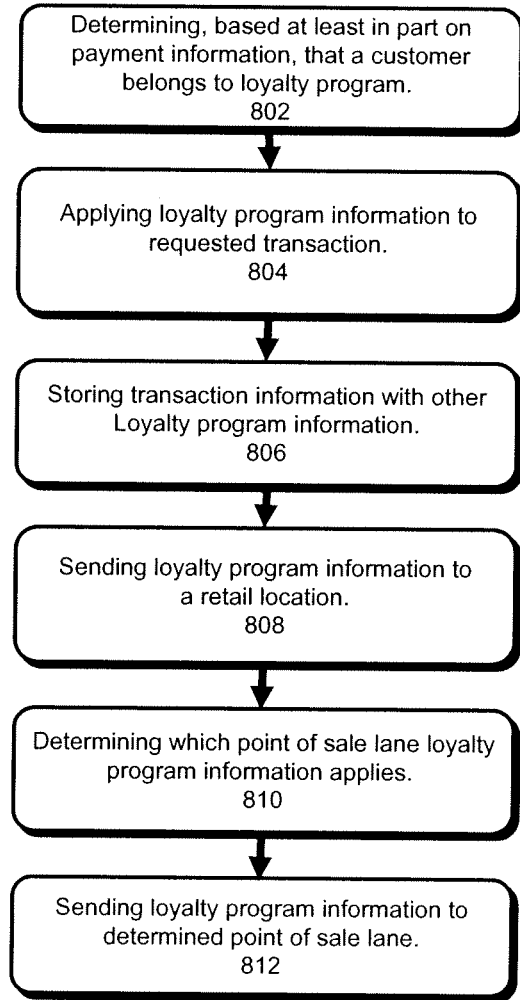 Determining, based at least in part on
payment information, that a customer
belongs to loyalty program.
802
Applying loyalty program information to
requested transaction.
804
Storing transaction information with other
Loyalty program information.
806
Sending loyalty program information to
a retail location.
808
Determining which point of sale lane loyalty
program information applies.
810
Sending loyalty program information to
determined point of sale lane.
812